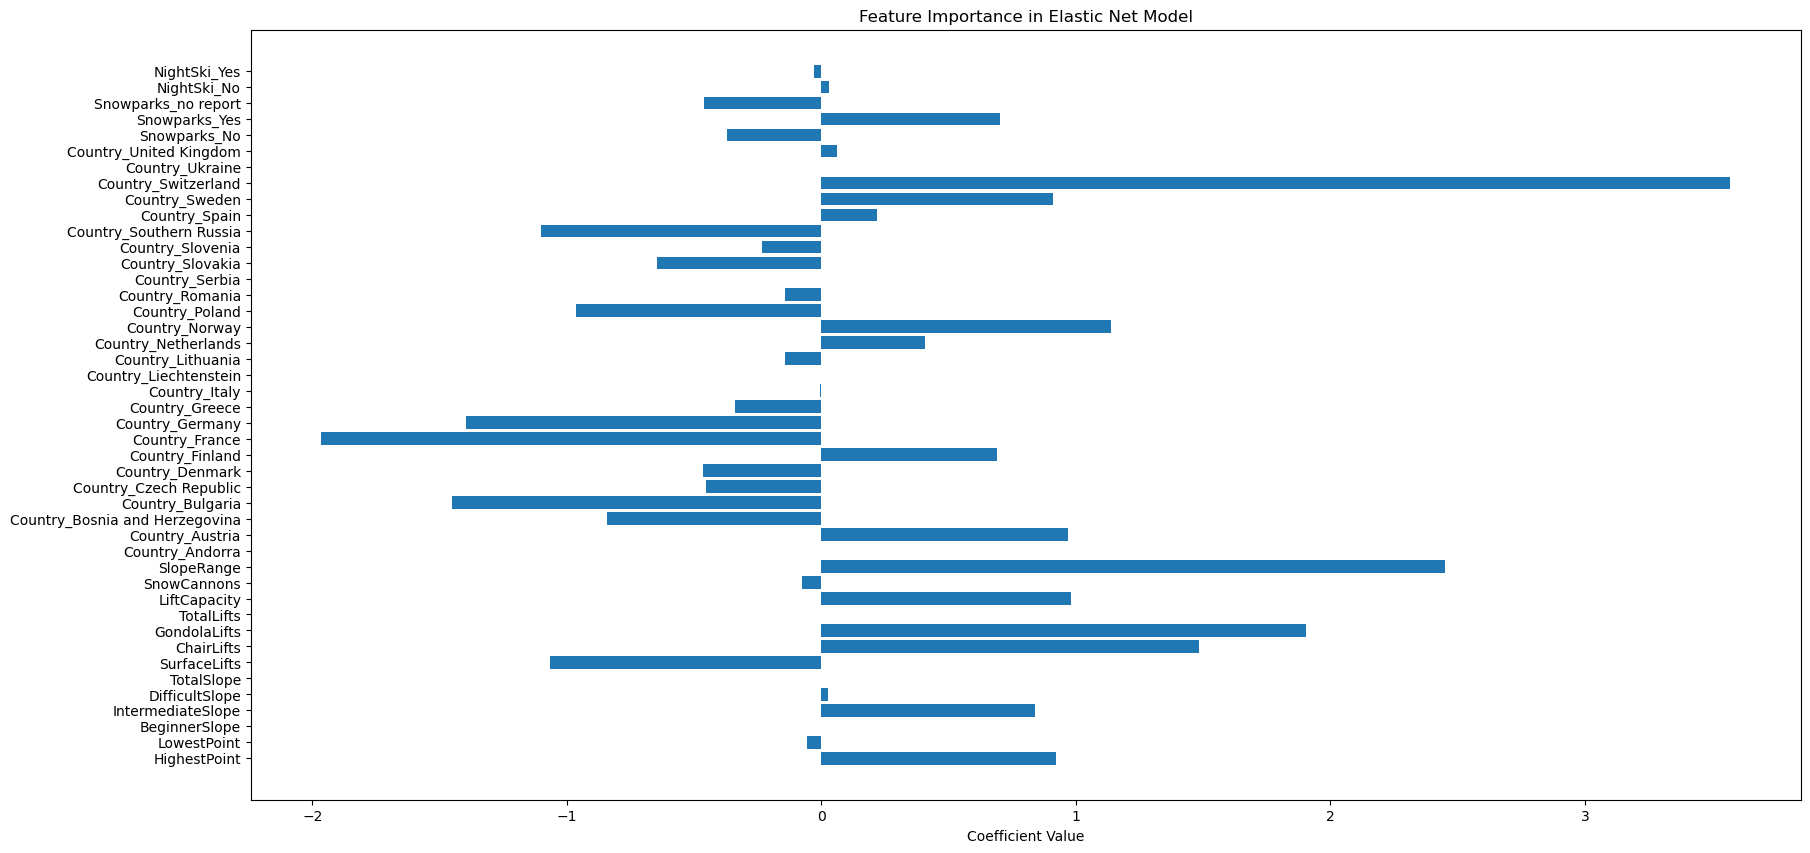 Feature Importance in Elastic Net Model
NightSki_Yes
NightSki_No
Snowparks_no report
Snowparks_Yes
Snowparks_No
Country_United Kingdom
Country_Ukraine
Country_Switzerland
Country_Sweden
Country_Spain
Country_Southern Russia
Country_Slovenia
Country_Slovakia
Country_Serbia
Country_Romania
Country_Poland
Country_Norway
Country_Netherlands
Country_Lithuania
Country_Liechtenstein
Country_Italy
Country_Greece
Country_Germany
Country_France
Country_Finland
Country_Denmark
Country_Czech Republic
Country_Bulgaria
Country_Bosnia and Herzegovina
Country_Austria
Country_Andorra
SlopeRange
SnowCannons
LiftCapacity
TotalLifts
GondolaLifts
ChairLifts
SurfaceLifts
TotalSlope
DifficultSlope
IntermediateSlope
BeginnerSlope
LowestPoint
HighestPoint
−2 −1 0 1 2 3
Coefficient Value